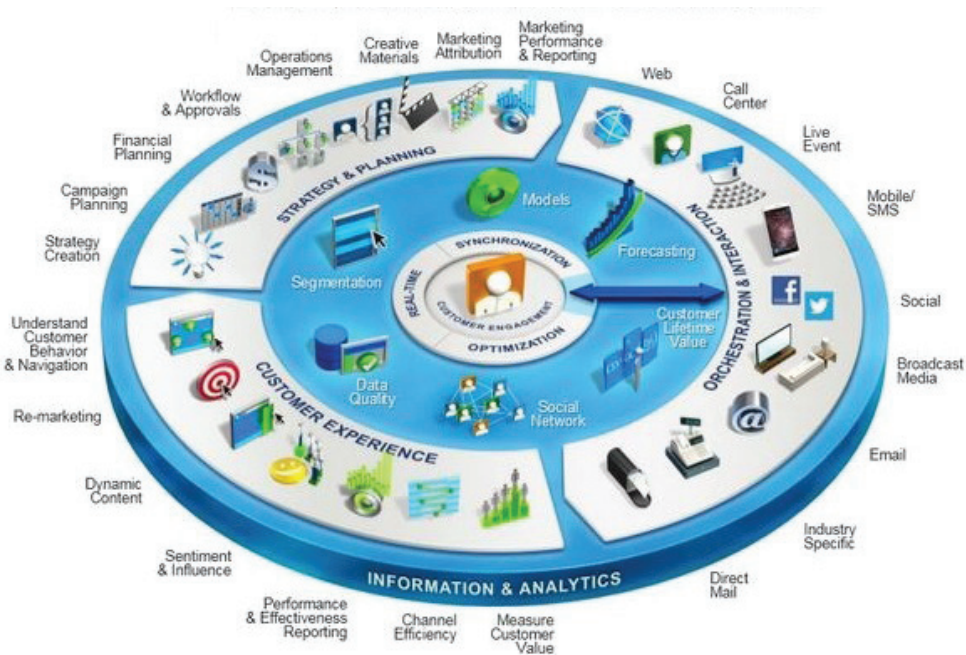 Marketing
Performance
& Reporting
Marketing
Attribution
Creative
Materials
Operations
Management
Workflow
& Approvals
Financial
Planning
Campaign
Planning
Strategy
Creation
Web
Call
Center
Live
Event
Mobile/
SMS
Social
Broadcast
Media
Email
Industry
Specific
Direct
Mail
Understand
Customer
Behavior
& Navigation
Re-marketing
Dynamic
Content
Sentiment
& Influence
Performance
& Effectiveness
Reporting
Channel
Efficiency
Measure
Customer
Value
STRATEGY & PLANNING
ORCHESTRATION & INTERACTION
CUSTOMER EXPERIENCE
Models
Forecasting
Segmentation
Customer
Lifetime
Value
Data
Quality
Social
Network
SYNCHRONIZATION
REAL-TIME
CUSTOMER ENGAGEMENT
OPTIMIZATION
INFORMATION & ANALYTICS
f
@